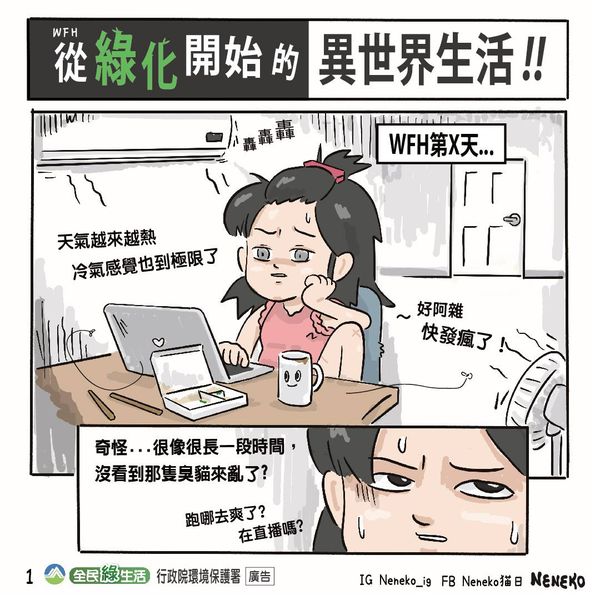 WFH
從綠化開始的異世界生活!!
轟轟轟
WFH第X天...
天氣越來越熱
冷氣感覺也到極限了
～好阿雜
快發瘋了！
奇怪...很像很長一段時間，
沒看到那隻臭貓來亂了?
跑哪去爽了?
在直播嗎?
1 全民綠生活 行政院環境保護署 廣告
IG Neneko_ig FB Neneko貓日 NENEKO